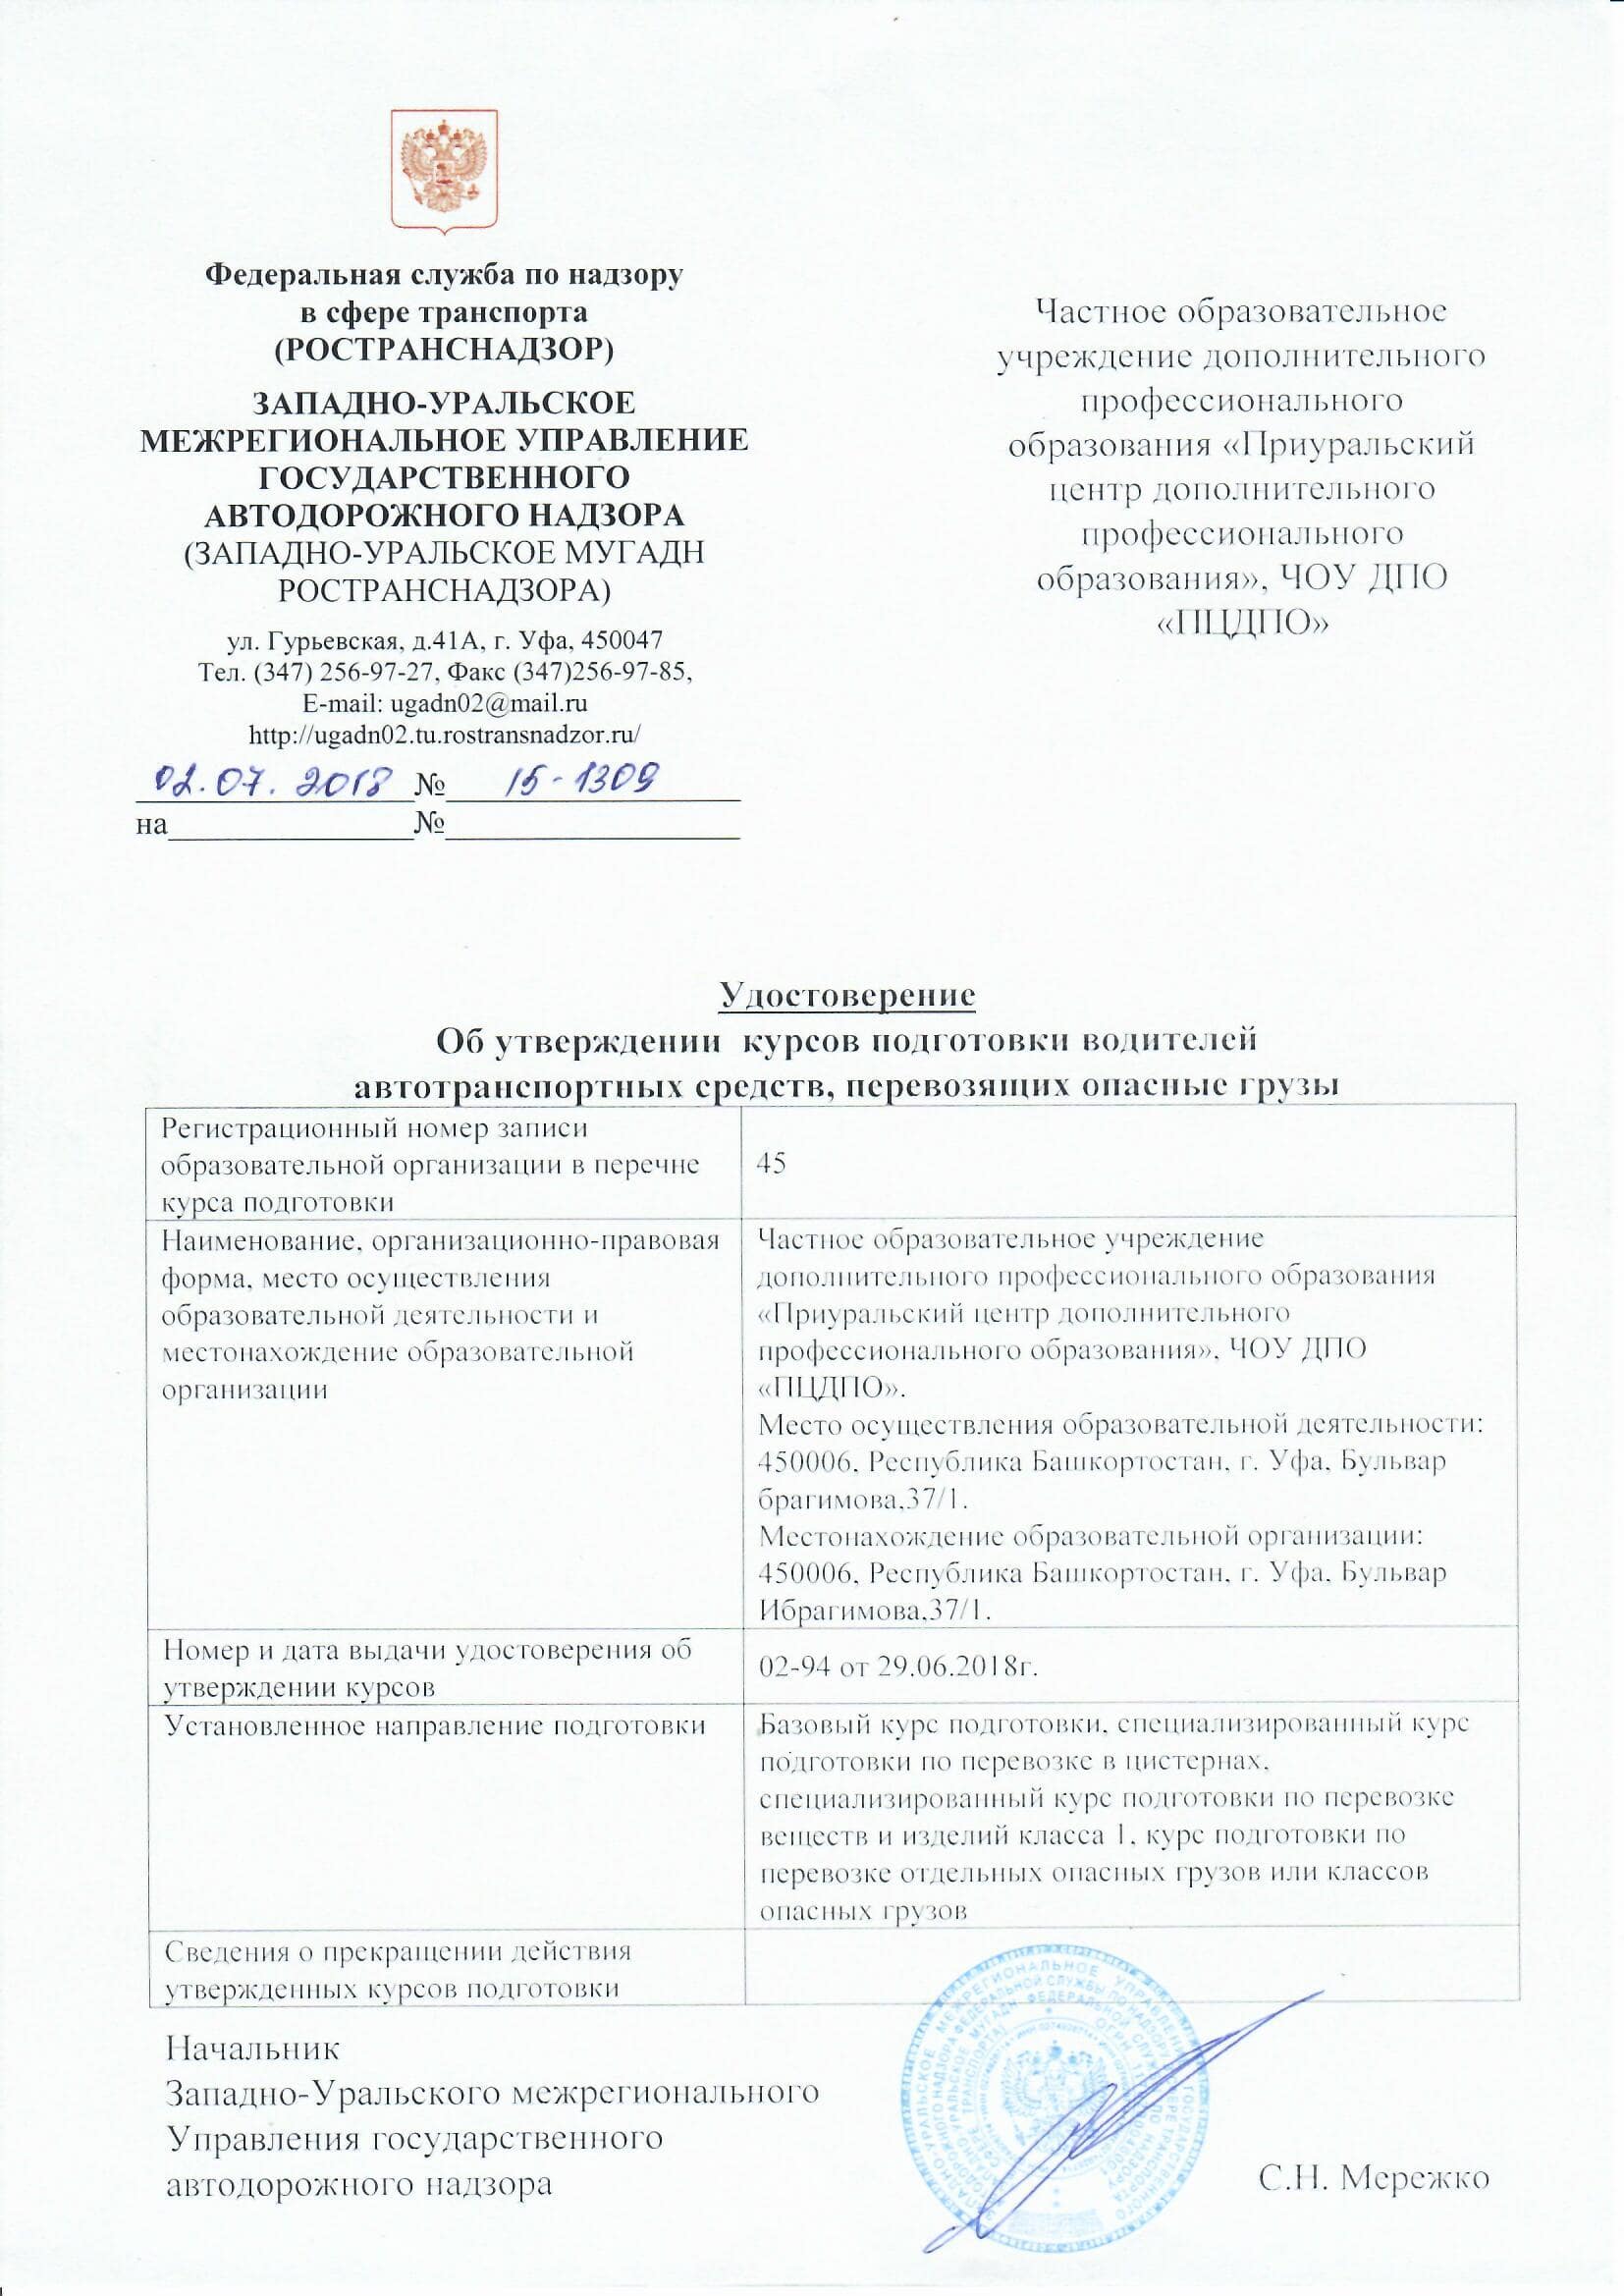 Федеральная служба по надзору
в сфере транспорта
(РОСТРАНСНАДЗОР)
ЗАПАДНО-УРАЛЬСКОЕ
МЕЖРЕГИОНАЛЬНОЕ УПРАВЛЕНИЕ
ГОСУДАРСТВЕННОГО
АВТОДОРОЖНОГО НАДЗОРА
(ЗАПАДНО-УРАЛЬСКОЕ МУГАДН
РОСТРАНСНАДЗОРА)
ул. Гурьевская, д.41А, г. Уфа, 450047
Тел. (347) 256-97-27, Факс (347)256-97-85,
E-mail: ugadn02@mail.ru
http://ugadn02.tu.rostransnadzor.ru/
02.07.2018 № 15-1309
на №
Частное образовательное
учреждение дополнительного
профессионального
образования «Приуральский
центр дополнительного
профессионального
образования», ЧОУ ДПО
«ПЦДПО»
Удостоверение
Об утверждении курсов подготовки водителей
автотранспортных средств, перевозящих опасные грузы
Регистрационный номер записи
образовательной организации в перечне
курса подготовки
45
Наименование, организационно-правовая
форма, место осуществления
образовательной деятельности и
местонахождение образовательной
организации
Частное образовательное учреждение
дополнительного профессионального образования
«Приуральский центр дополнительного
профессионального образования», ЧОУ ДПО
«ПЦДПО».
Место осуществления образовательной деятельности:
450006, Республика Башкортостан, г. Уфа, Бульвар
брагимова,37/1.
Местонахождение образовательной организации:
450006, Республика Башкортостан, г. Уфа, Бульвар
Ибрагимова,37/1.
Номер и дата выдачи удостоверения об
утверждении курсов
02-94 от 29.06.2018г.
Установленное направление подготовки
Базовый курс подготовки, специализированный курс
подготовки по перевозке в цистернах,
специализированный курс подготовки по перевозке
веществ и изделий класса 1, курс подготовки по
перевозке отдельных опасных грузов или классов
опасных грузов
Сведения о прекращении действия
утвержденных курсов подготовки
Начальник
Западно-Уральского межрегионального
Управления государственного
автодорожного надзора
С.Н. Мережко